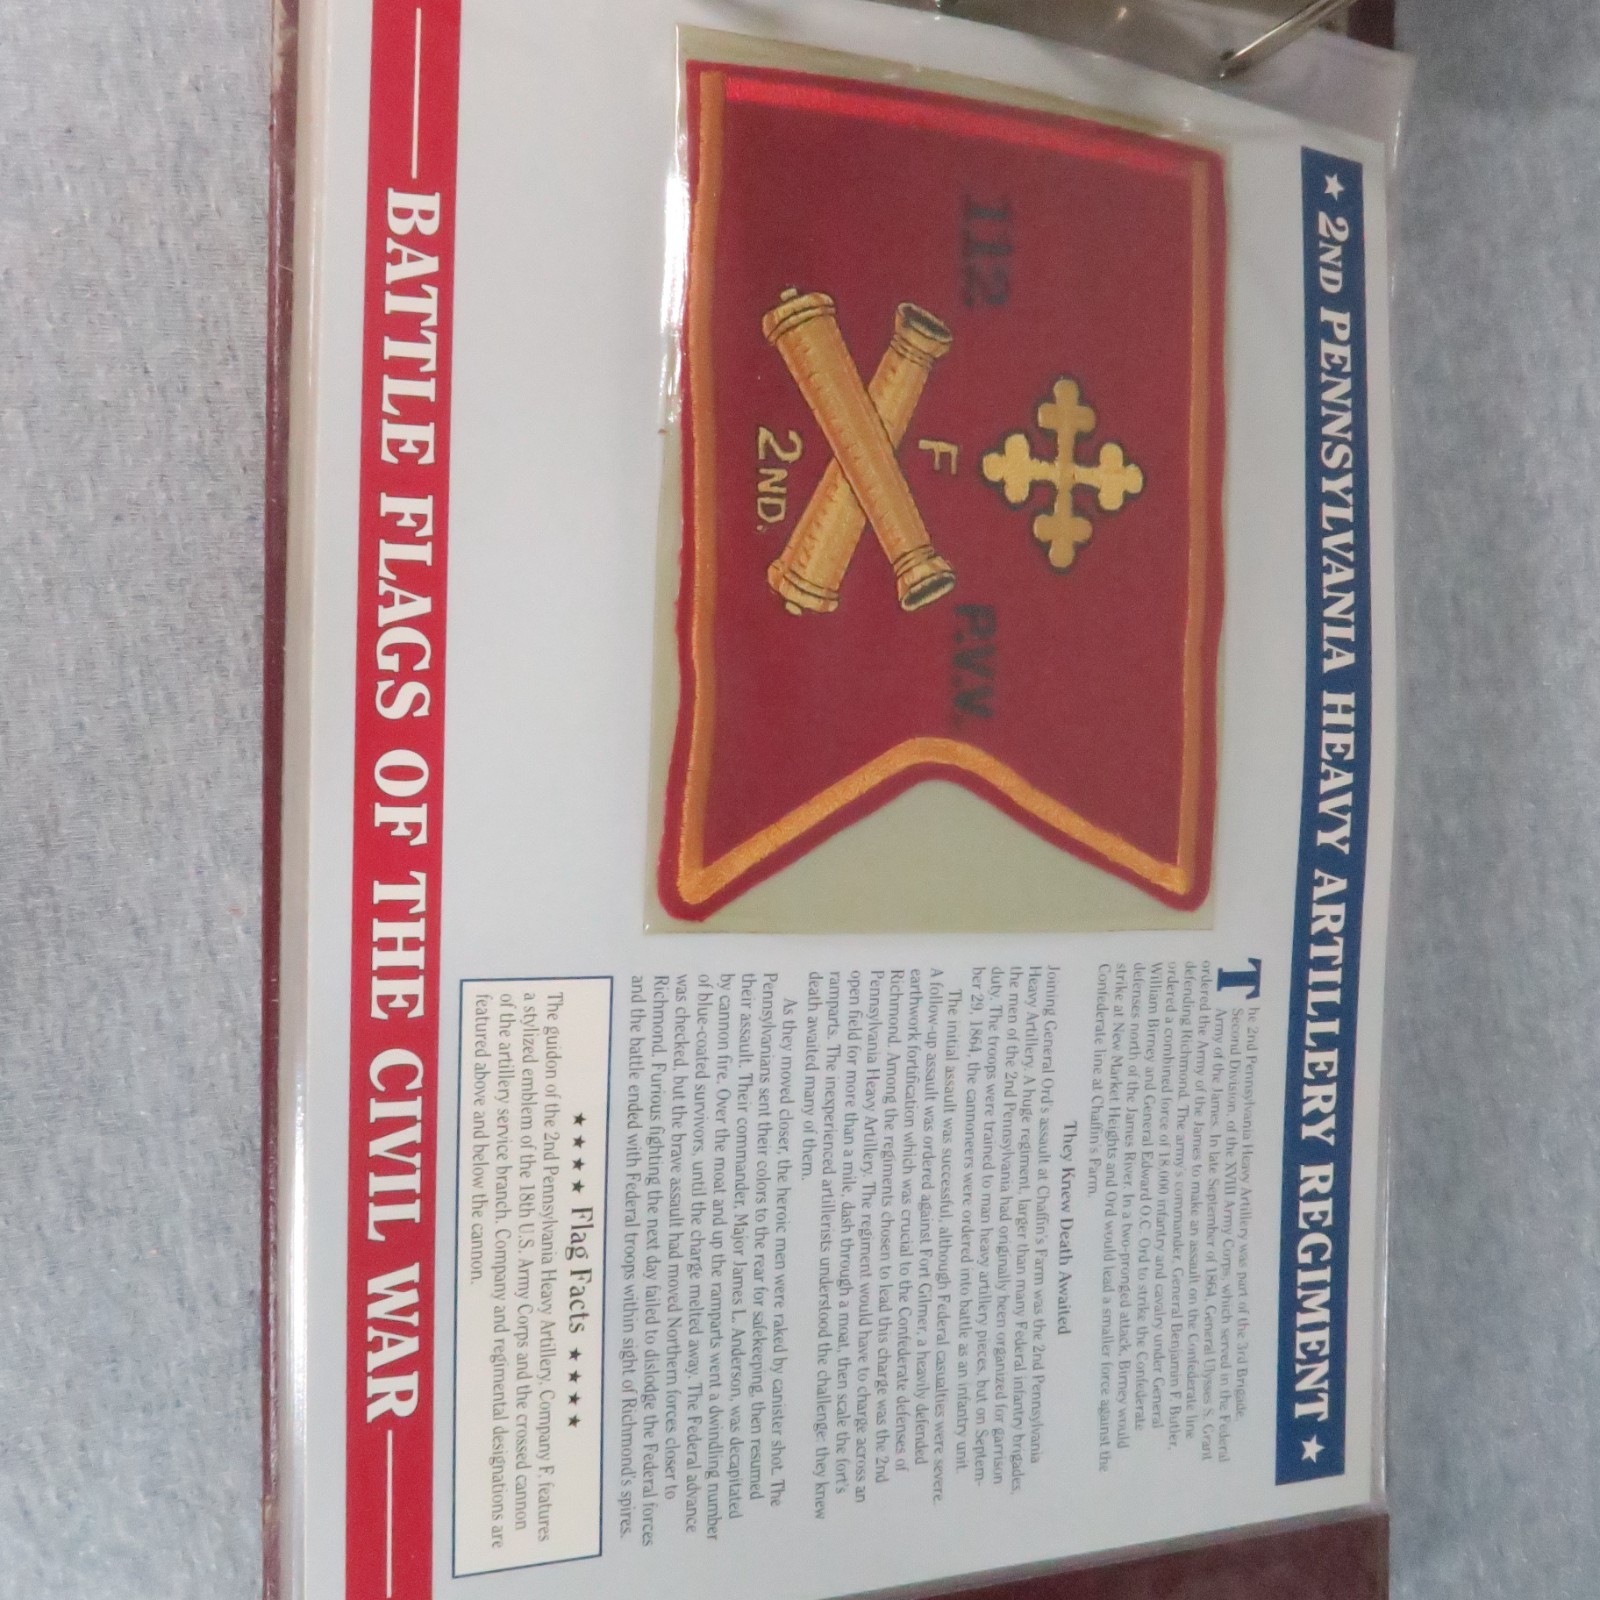 ★ 2ND PENNSYLVANIA HEAVY ARTILLERY REGIMENT ★
112
F
P.V.V.
2ND.
The 2nd Pennsylvania Heavy Artillery was part of the 3rd Brigade,
Second Division, of the XVIII Army Corps, which served in the Federal
Army of the James. In late September of 1864, General Ulysses S. Grant
ordered the Army of the James to make an assault on the Confederate line
defending Richmond. The army's commander, General Benjamin F. Butler,
ordered a combined force of 18,000 infantry and cavalry under General
William Birney and General Edward O.C. Ord to strike the Confederate
defenses north of the James River. In a two-pronged attack, Birney would
strike at New Market Heights and Ord would lead a smaller force against the
Confederate line at Chaffin's Farm.
They Knew Death Awaited
Joining General Ord's assault at Chaffin's Farm was the 2nd Pennsylvania
Heavy Artillery. A huge regiment, larger than many Federal infantry brigades,
the men of the 2nd Pennsylvania had originally been organized for garrison
duty. The troops were trained to man heavy artillery pieces, but on Septem-
ber 29, 1864, the cannoneers were ordered into battle as an infantry unit.
The initial assault was successful, although Federal casualties were severe.
A follow-up assault was ordered against Fort Gilmer, a heavily defended
earthwork fortification which was crucial to the Confederate defenses of
Richmond. Among the regiments chosen to lead this charge was the 2nd
Pennsylvania Heavy Artillery. The regiment would have to charge across an
open field for more than a mile, dash through a moat, then scale the fort's
ramparts. The inexperienced artillerists understood the challenge: they knew
death awaited many of them.
As they moved closer, the heroic men were raked by canister shot. The
Pennsylvanians sent their colors to the rear for safekeeping, then resumed
their assault. Their commander, Major James L. Anderson, was decapitated
by cannon fire. Over the moat and up the ramparts went a dwindling number
of blue-coated survivors, until the charge melted away. The Federal advance
was checked, but the brave assault had moved Northern forces closer to
Richmond. Furious fighting the next day failed to dislodge the Federal forces
and the battle ended with Federal troops within sight of Richmond's spires.
★ ★ ★ ★ Flag Facts ★ ★ ★ ★
The guidon of the 2nd Pennsylvania Heavy Artillery, Company F, features
a stylized emblem of the 18th U.S. Army Corps and the crossed cannon
of the artillery service branch. Company and regimental designations are
featured above and below the cannon.
BATTLE FLAGS OF THE CIVIL WAR